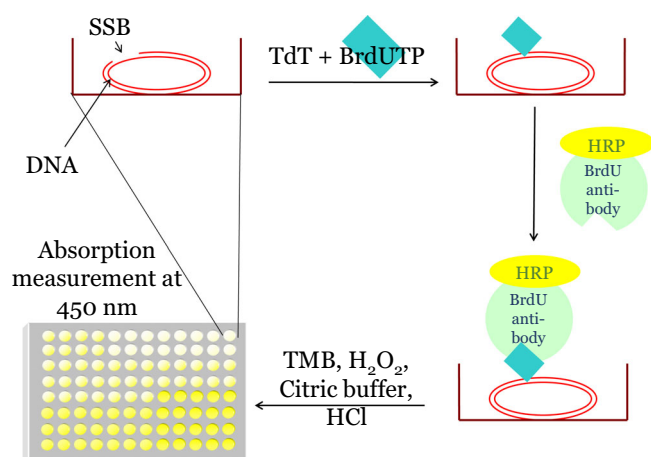 SSB
TdT + BrdUTP
DNA
HRP
BrdU
anti-
body
Absorption
measurement at
450 nm
HRP
BrdU
anti-
body
TMB, H₂O₂,
Citric buffer,
HCl